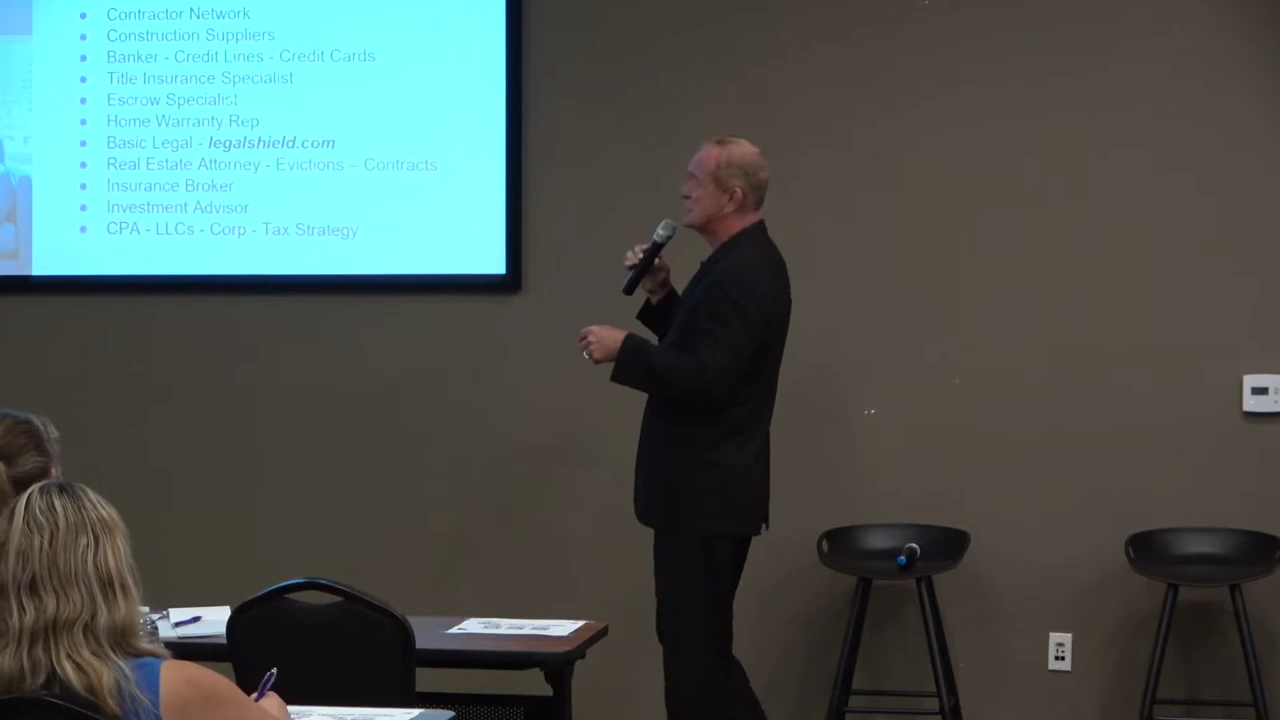 Contractor Network
Construction Suppliers
Banker - Credit Lines - Credit Cards
Title Insurance Specialist
Escrow Specialist
Home Warranty Rep
Basic Legal - legalshield.com
Real Estate Attorney - Evictions – Contracts
Insurance Broker
Investment Advisor
CPA - LLCs - Corp - Tax Strategy